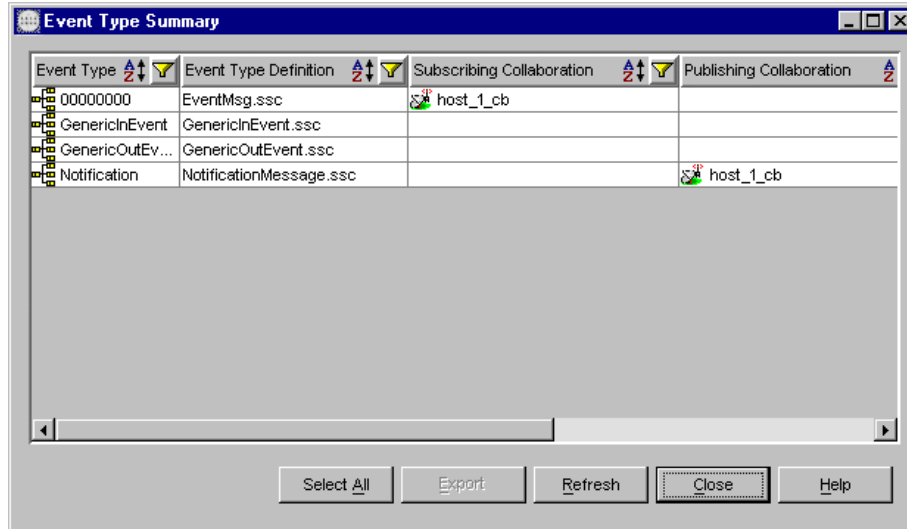 Event Type Summary
Event Type Event Type Definition Subscribing Collaboration Publishing Collaboration
00000000 EventMsg.ssc host_1_cb
GenericInEvent GenericInEvent.ssc
GenericOutEv... GenericOutEvent.ssc
Notification NotificationMessage.ssc host_1_cb
Select All Export Refresh Close Help